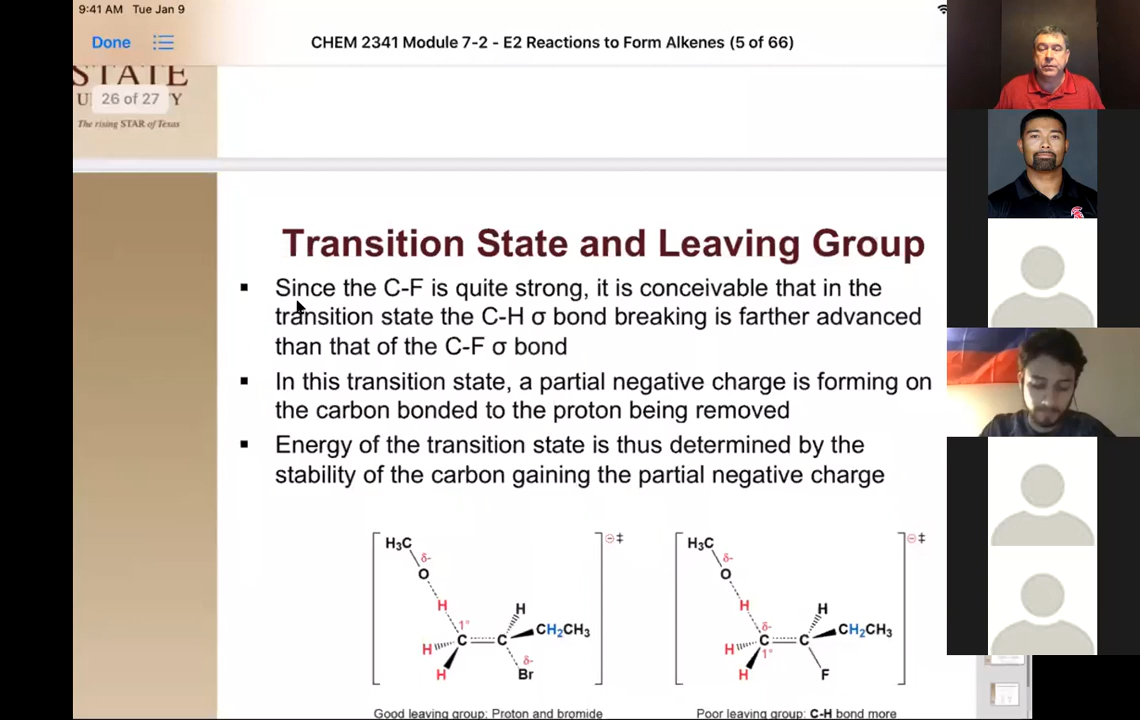 9:41 AM Tue Jan 9
Done
CHEM 2341 Module 7-2 - E2 Reactions to Form Alkenes (5 of 66)
STATE
26 of 27
The rising STAR of Texas
Transition State and Leaving Group
▪ Since the C-F is quite strong, it is conceivable that in the
transition state the C-H σ bond breaking is farther advanced
than that of the C-F σ bond
▪ In this transition state, a partial negative charge is forming on
the carbon bonded to the proton being removed
▪ Energy of the transition state is thus determined by the
stability of the carbon gaining the partial negative charge
H₃C δ- O H 1° H C C H CH₂CH₃ H δ- Br ⊖‡
H₃C δ- O H δ- H C 1° C H CH₂CH₃ H F ⊖‡
Good leaving group: Proton and bromide
Poor leaving group: C-H bond more